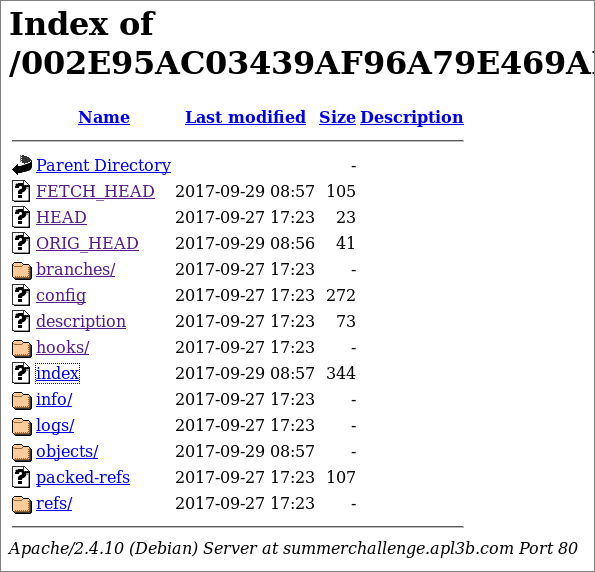 Index of
/002E95AC03439AF96A79E469A
Name Last modified Size Description
Parent Directory -
FETCH_HEAD 2017-09-29 08:57 105
HEAD 2017-09-27 17:23 23
ORIG_HEAD 2017-09-29 08:56 41
branches/ 2017-09-27 17:23 -
config 2017-09-27 17:23 272
description 2017-09-27 17:23 73
hooks/ 2017-09-27 17:23 -
index 2017-09-29 08:57 344
info/ 2017-09-27 17:23 -
logs/ 2017-09-27 17:23 -
objects/ 2017-09-29 08:57 -
packed-refs 2017-09-27 17:23 107
refs/ 2017-09-27 17:23 -
Apache/2.4.10 (Debian) Server at summerchallenge.apl3b.com Port 80